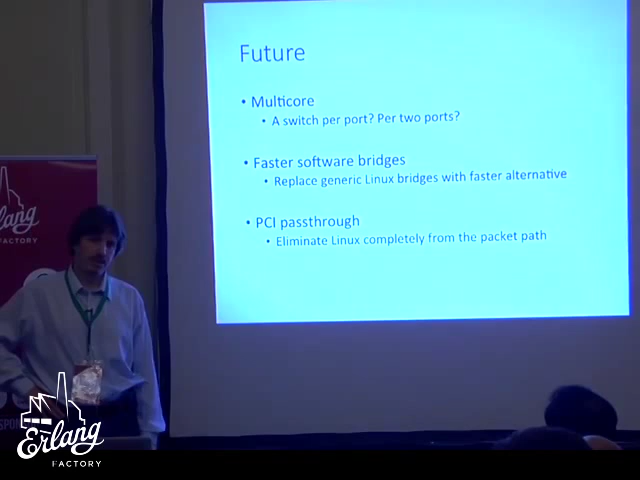 Future
• Multicore
• A switch per port? Per two ports?
• Faster software bridges
• Replace generic Linux bridges with faster alternative
• PCI passthrough
• Eliminate Linux completely from the packet path
FACTORY
Erlang
FACTORY